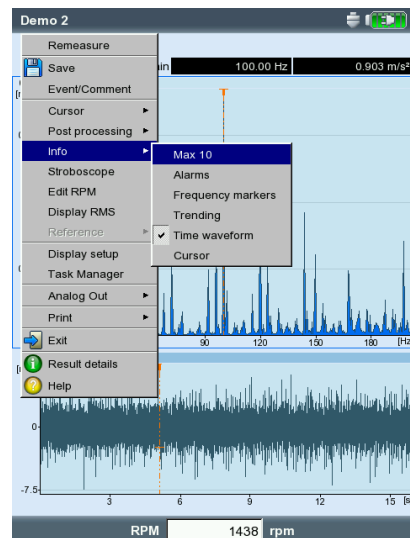 Demo 2
Remeasure
Save
in 100.00 Hz 0.903 m/s²
Event/Comment
Cursor
Post processing
Info
Max 10
Stroboscope
Alarms
Edit RPM
Frequency markers
Display RMS
Trending
Reference
Time waveform
Display setup
Cursor
Task Manager
Analog Out
Print
Exit
90 120 150 180 [Hz
Result details
Help
0
-7.5
3 6 9 12 15 [s
RPM 1438 rpm